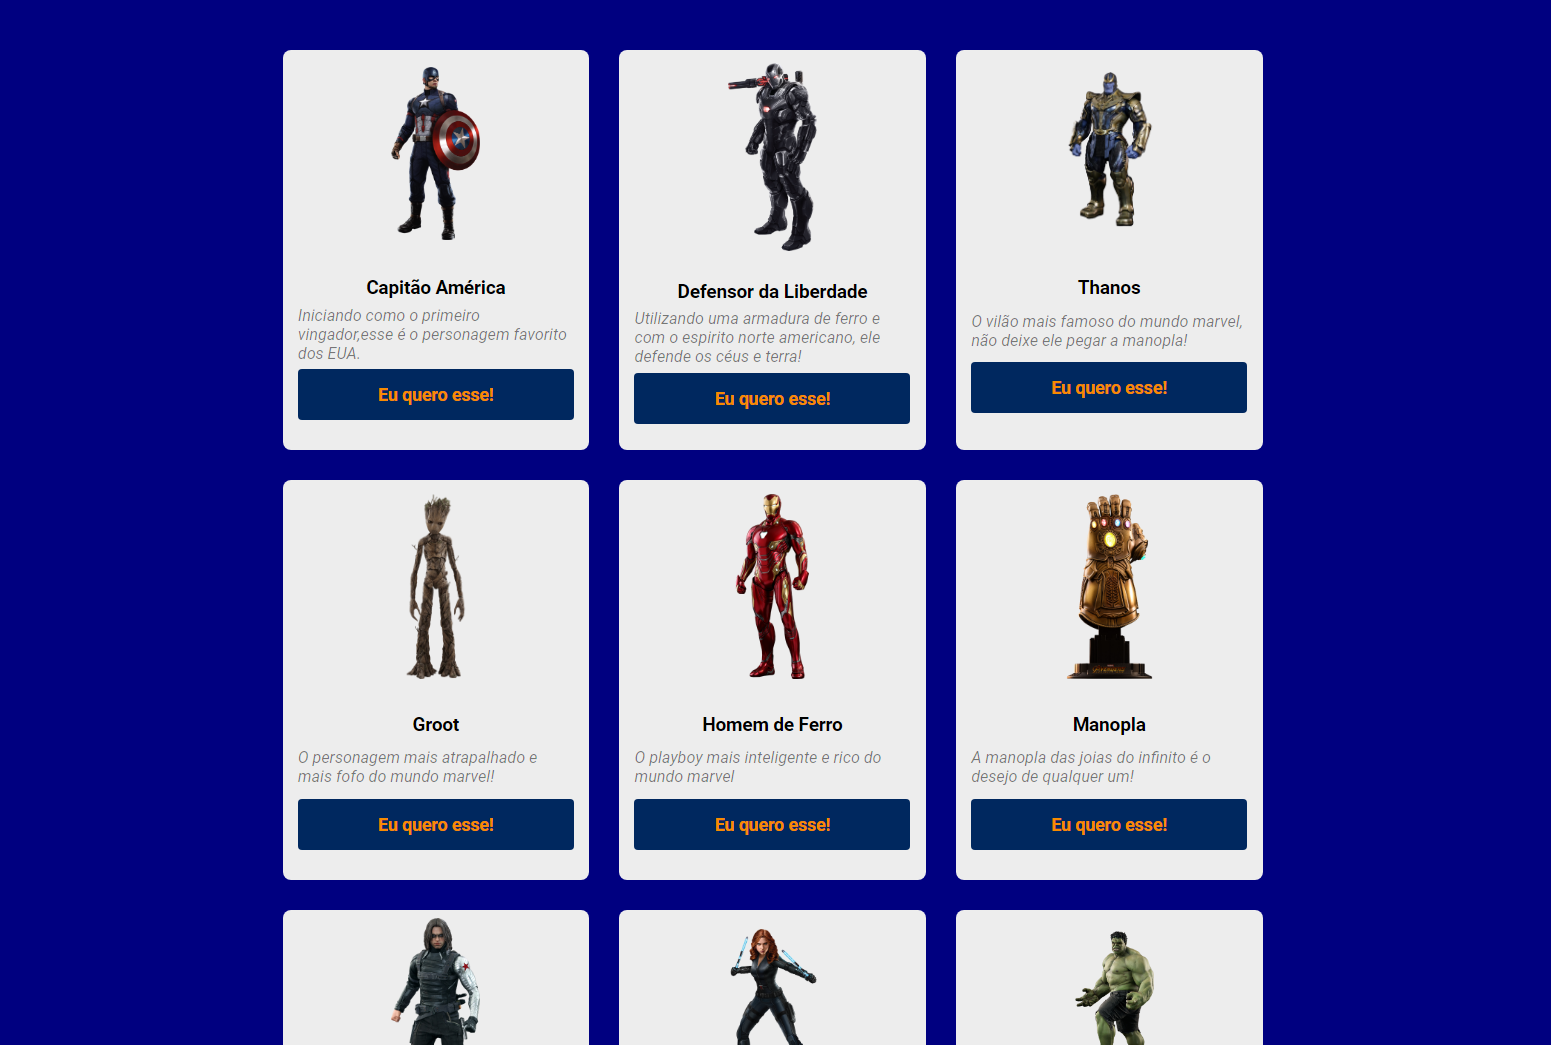 Capitão América
Iniciando como o primeiro
vingador,esse é o personagem favorito
dos EUA.
Eu quero esse!
Defensor da Liberdade
Utilizando uma armadura de ferro e
com o espirito norte americano, ele
defende os céus e terra!
Eu quero esse!
Thanos
O vilão mais famoso do mundo marvel,
não deixe ele pegar a manopla!
Eu quero esse!
Groot
O personagem mais atrapalhado e
mais fofo do mundo marvel!
Eu quero esse!
Homem de Ferro
O playboy mais inteligente e rico do
mundo marvel
Eu quero esse!
Manopla
A manopla das joias do infinito é o
desejo de qualquer um!
Eu quero esse!